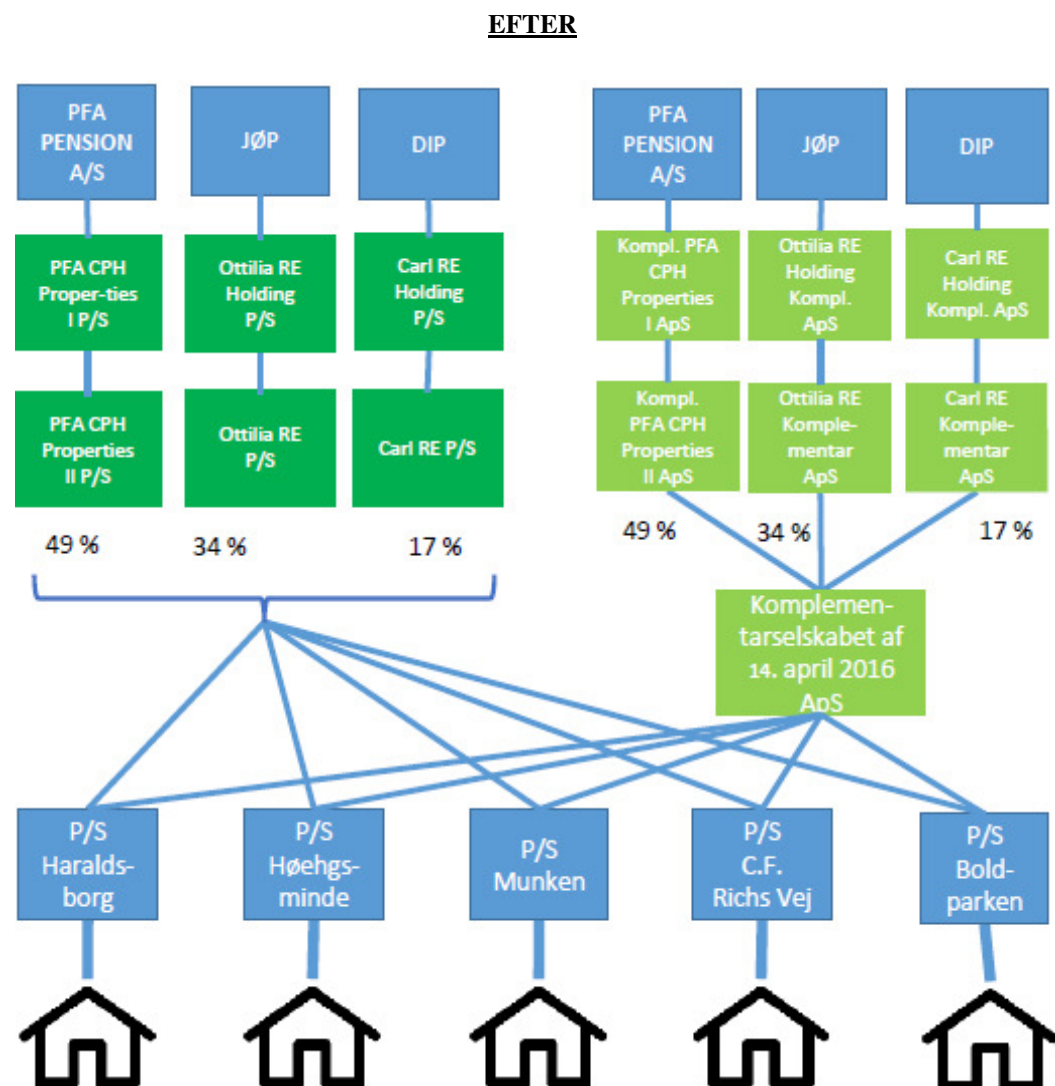 EFTER
PFA
PENSION
A/S
JØP
DIP
PFA
PENSION
A/S
JØP
DIP
PFA CPH
Proper-ties
I P/S
Ottilia RE
Holding
P/S
Carl RE
Holding
P/S
Kompl. PFA
CPH
Properties
I ApS
Ottilia RE
Holding
Kompl.
ApS
Carl RE
Holding
Kompl. ApS
PFA CPH
Properties
II P/S
Ottilia RE
P/S
Carl RE P/S
Kompl.
PFA CPH
Properties
II ApS
Ottilia RE
Komple-
mentar
ApS
Carl RE
Komple-
mentar
ApS
49 %
34 %
17 %
49 %
34 %
17 %
Komplemen-
tarselskabet af
14. april 2016
ApS
P/S
Haralds-
borg
P/S
Høehgs-
minde
P/S
Munken
P/S
C.F.
Richs Vej
P/S
Bold-
parken